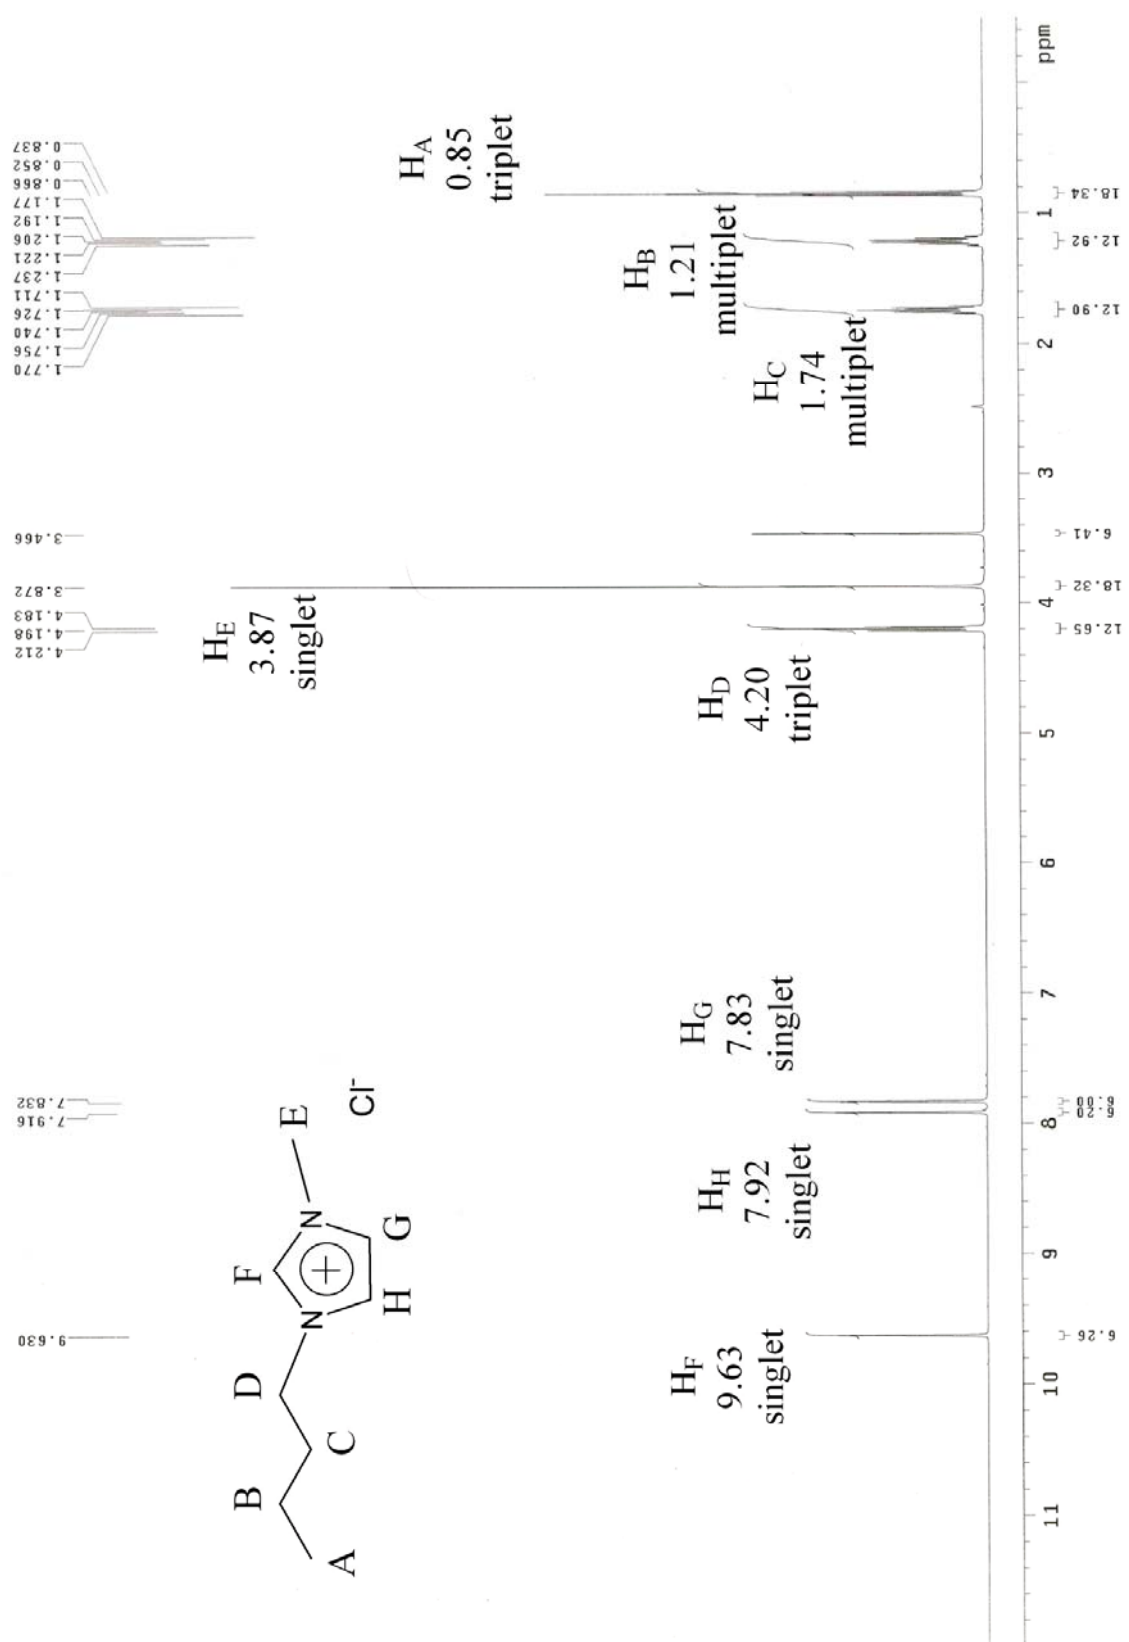 0.837
0.852
0.866
1.177
1.192
1.206
1.221
1.237
1.711
1.726
1.740
1.756
1.770
3.466
3.872
4.183
4.198
4.212
7.832
7.916
9.630
H_A
0.85
triplet
H_B
1.21
multiplet
H_C
1.74
multiplet
H_E
3.87
singlet
H_D
4.20
triplet
H_G
7.83
singlet
H_H
7.92
singlet
H_F
9.63
singlet
A
B
C
D
F
N
N
E
H
G
+
Cl-
11
10
9
8
7
6
5
4
3
2
1
ppm
6.26
6.20
6.00
12.65
18.32
6.41
12.90
12.92
18.34